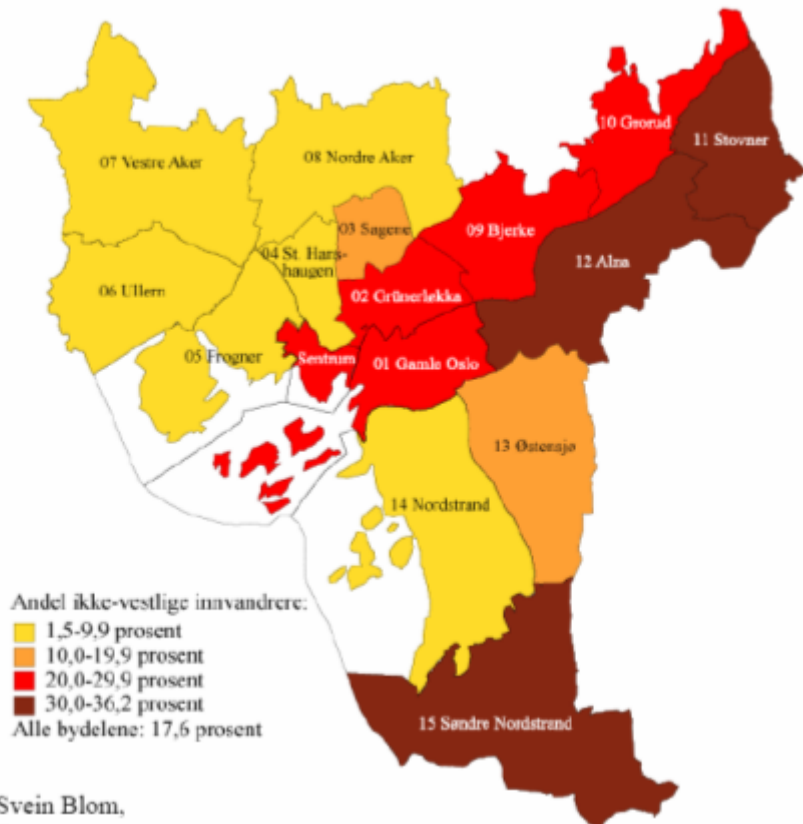 10 Grorud
11 Stovner
07 Vestre Aker
08 Nordre Aker
03 Sagene
09 Bjerke
04 St. Hans-
haugen
12 Alna
06 Ullern
02 Grünerløkka
05 Frogner
Sentrum
01 Gamle Oslo
13 Østensjø
14 Nordstrand
Andel ikke-vestlige innvandrere:
1,5-9,9 prosent
10,0-19,9 prosent
20,0-29,9 prosent
30,0-36,2 prosent
Alle bydelene: 17,6 prosent
15 Søndre Nordstrand
Svein Blom,